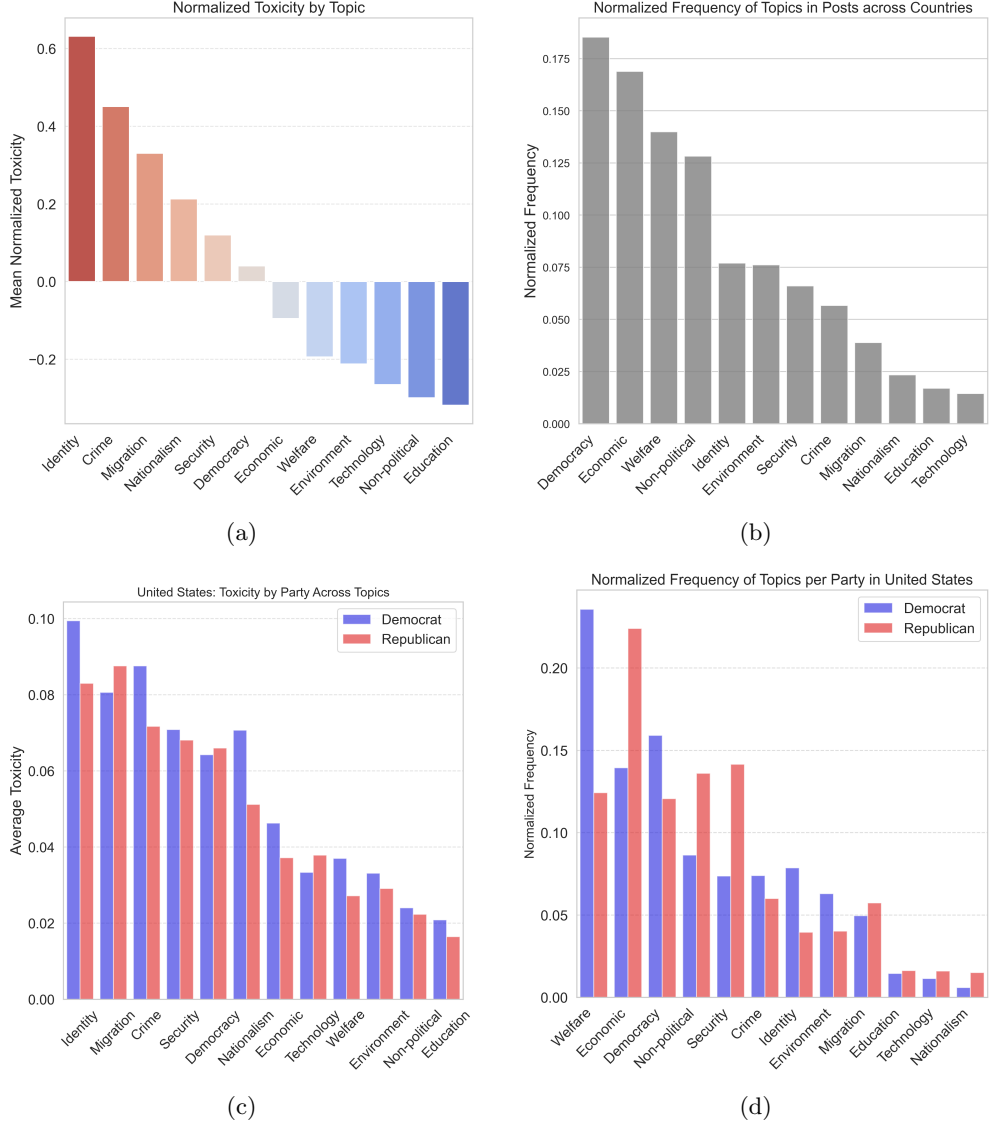 Normalized Toxicity by Topic
Mean Normalized Toxicity
0.6
0.4
0.2
0.0
−0.2
Identity
Crime
Migration
Nationalism
Security
Democracy
Economic
Welfare
Environment
Technology
Non-political
Education
(a)
Normalized Frequency of Topics in Posts across Countries
Normalized Frequency
0.175
0.150
0.125
0.100
0.075
0.050
0.025
0.000
Democracy
Economic
Welfare
Non-political
Identity
Environment
Security
Crime
Migration
Nationalism
Education
Technology
(b)
United States: Toxicity by Party Across Topics
Democrat
Republican
Average Toxicity
0.10
0.08
0.06
0.04
0.02
0.00
Identity
Migration
Crime
Security
Democracy
Nationalism
Economic
Technology
Welfare
Environment
Non-political
Education
(c)
Normalized Frequency of Topics per Party in United States
Democrat
Republican
Normalized Frequency
0.20
0.15
0.10
0.05
0.00
Welfare
Economic
Democracy
Non-political
Security
Crime
Identity
Environment
Migration
Education
Technology
Nationalism
(d)